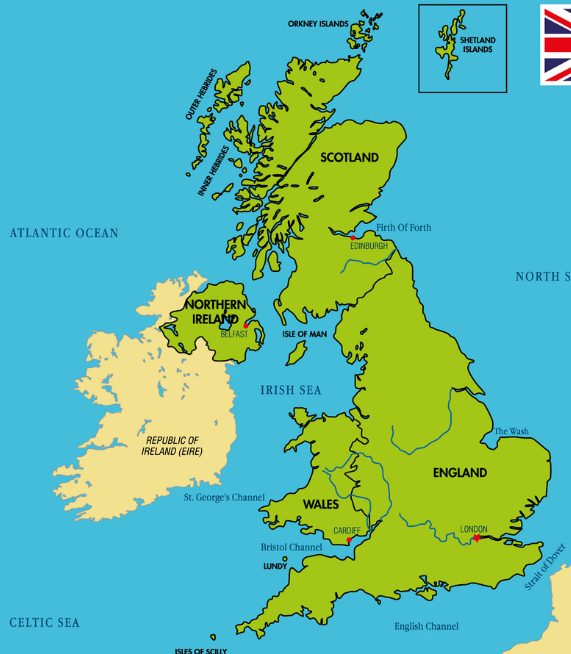 ORKNEY ISLANDS
SHETLAND
ISLANDS
OUTER HEBRIDES
INNER HEBRIDES
SCOTLAND
ATLANTIC OCEAN
Firth Of Forth
EDINBURGH
NORTH S
NORTHERN
IRELAND
BELFAST
ISLE OF MAN
IRISH SEA
REPUBLIC OF
IRELAND (EIRE)
The Wash
ENGLAND
St. George's Channel
WALES
CARDIFF
LONDON
Bristol Channel
LUNDY
Strait of Dover
CELTIC SEA
English Channel
ISLES OF SCILLY